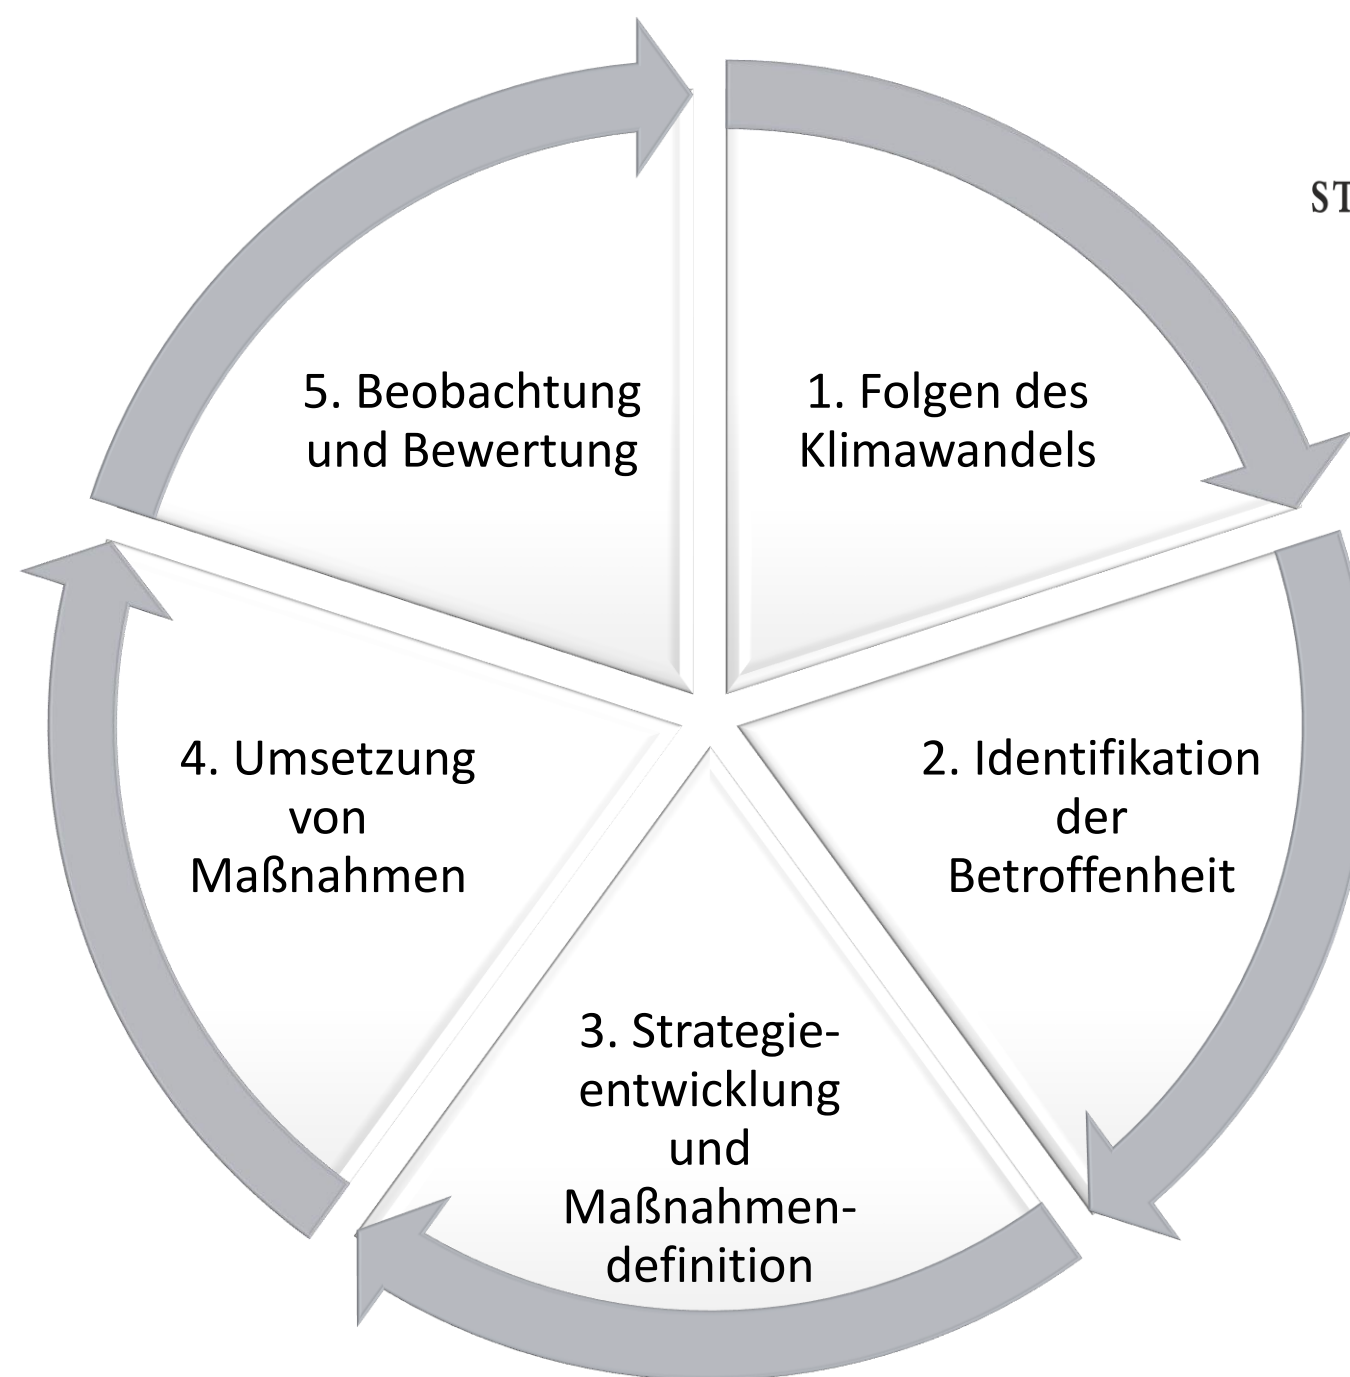 ST
1. Folgen des
Klimawandels
2. Identifikation
der
Betroffenheit
3. Strategie-
entwicklung
und
Maßnahmen-
definition
4. Umsetzung
von
Maßnahmen
5. Beobachtung
und Bewertung